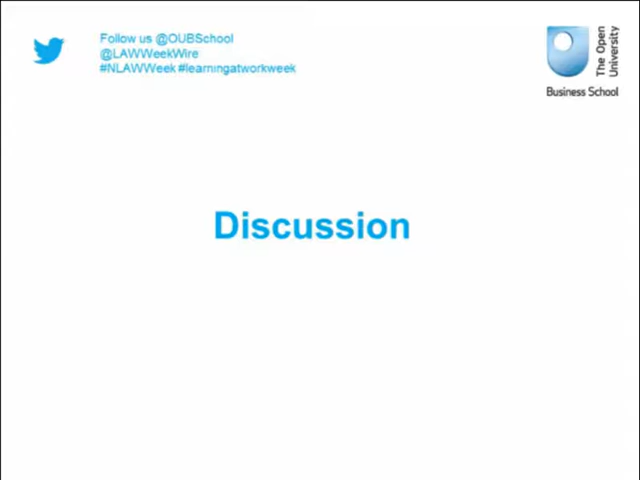 Follow us @OUBSchool
@LAWWeekWire
#NLAWWeek #learningatworkweek
The Open
University
Business School
Discussion